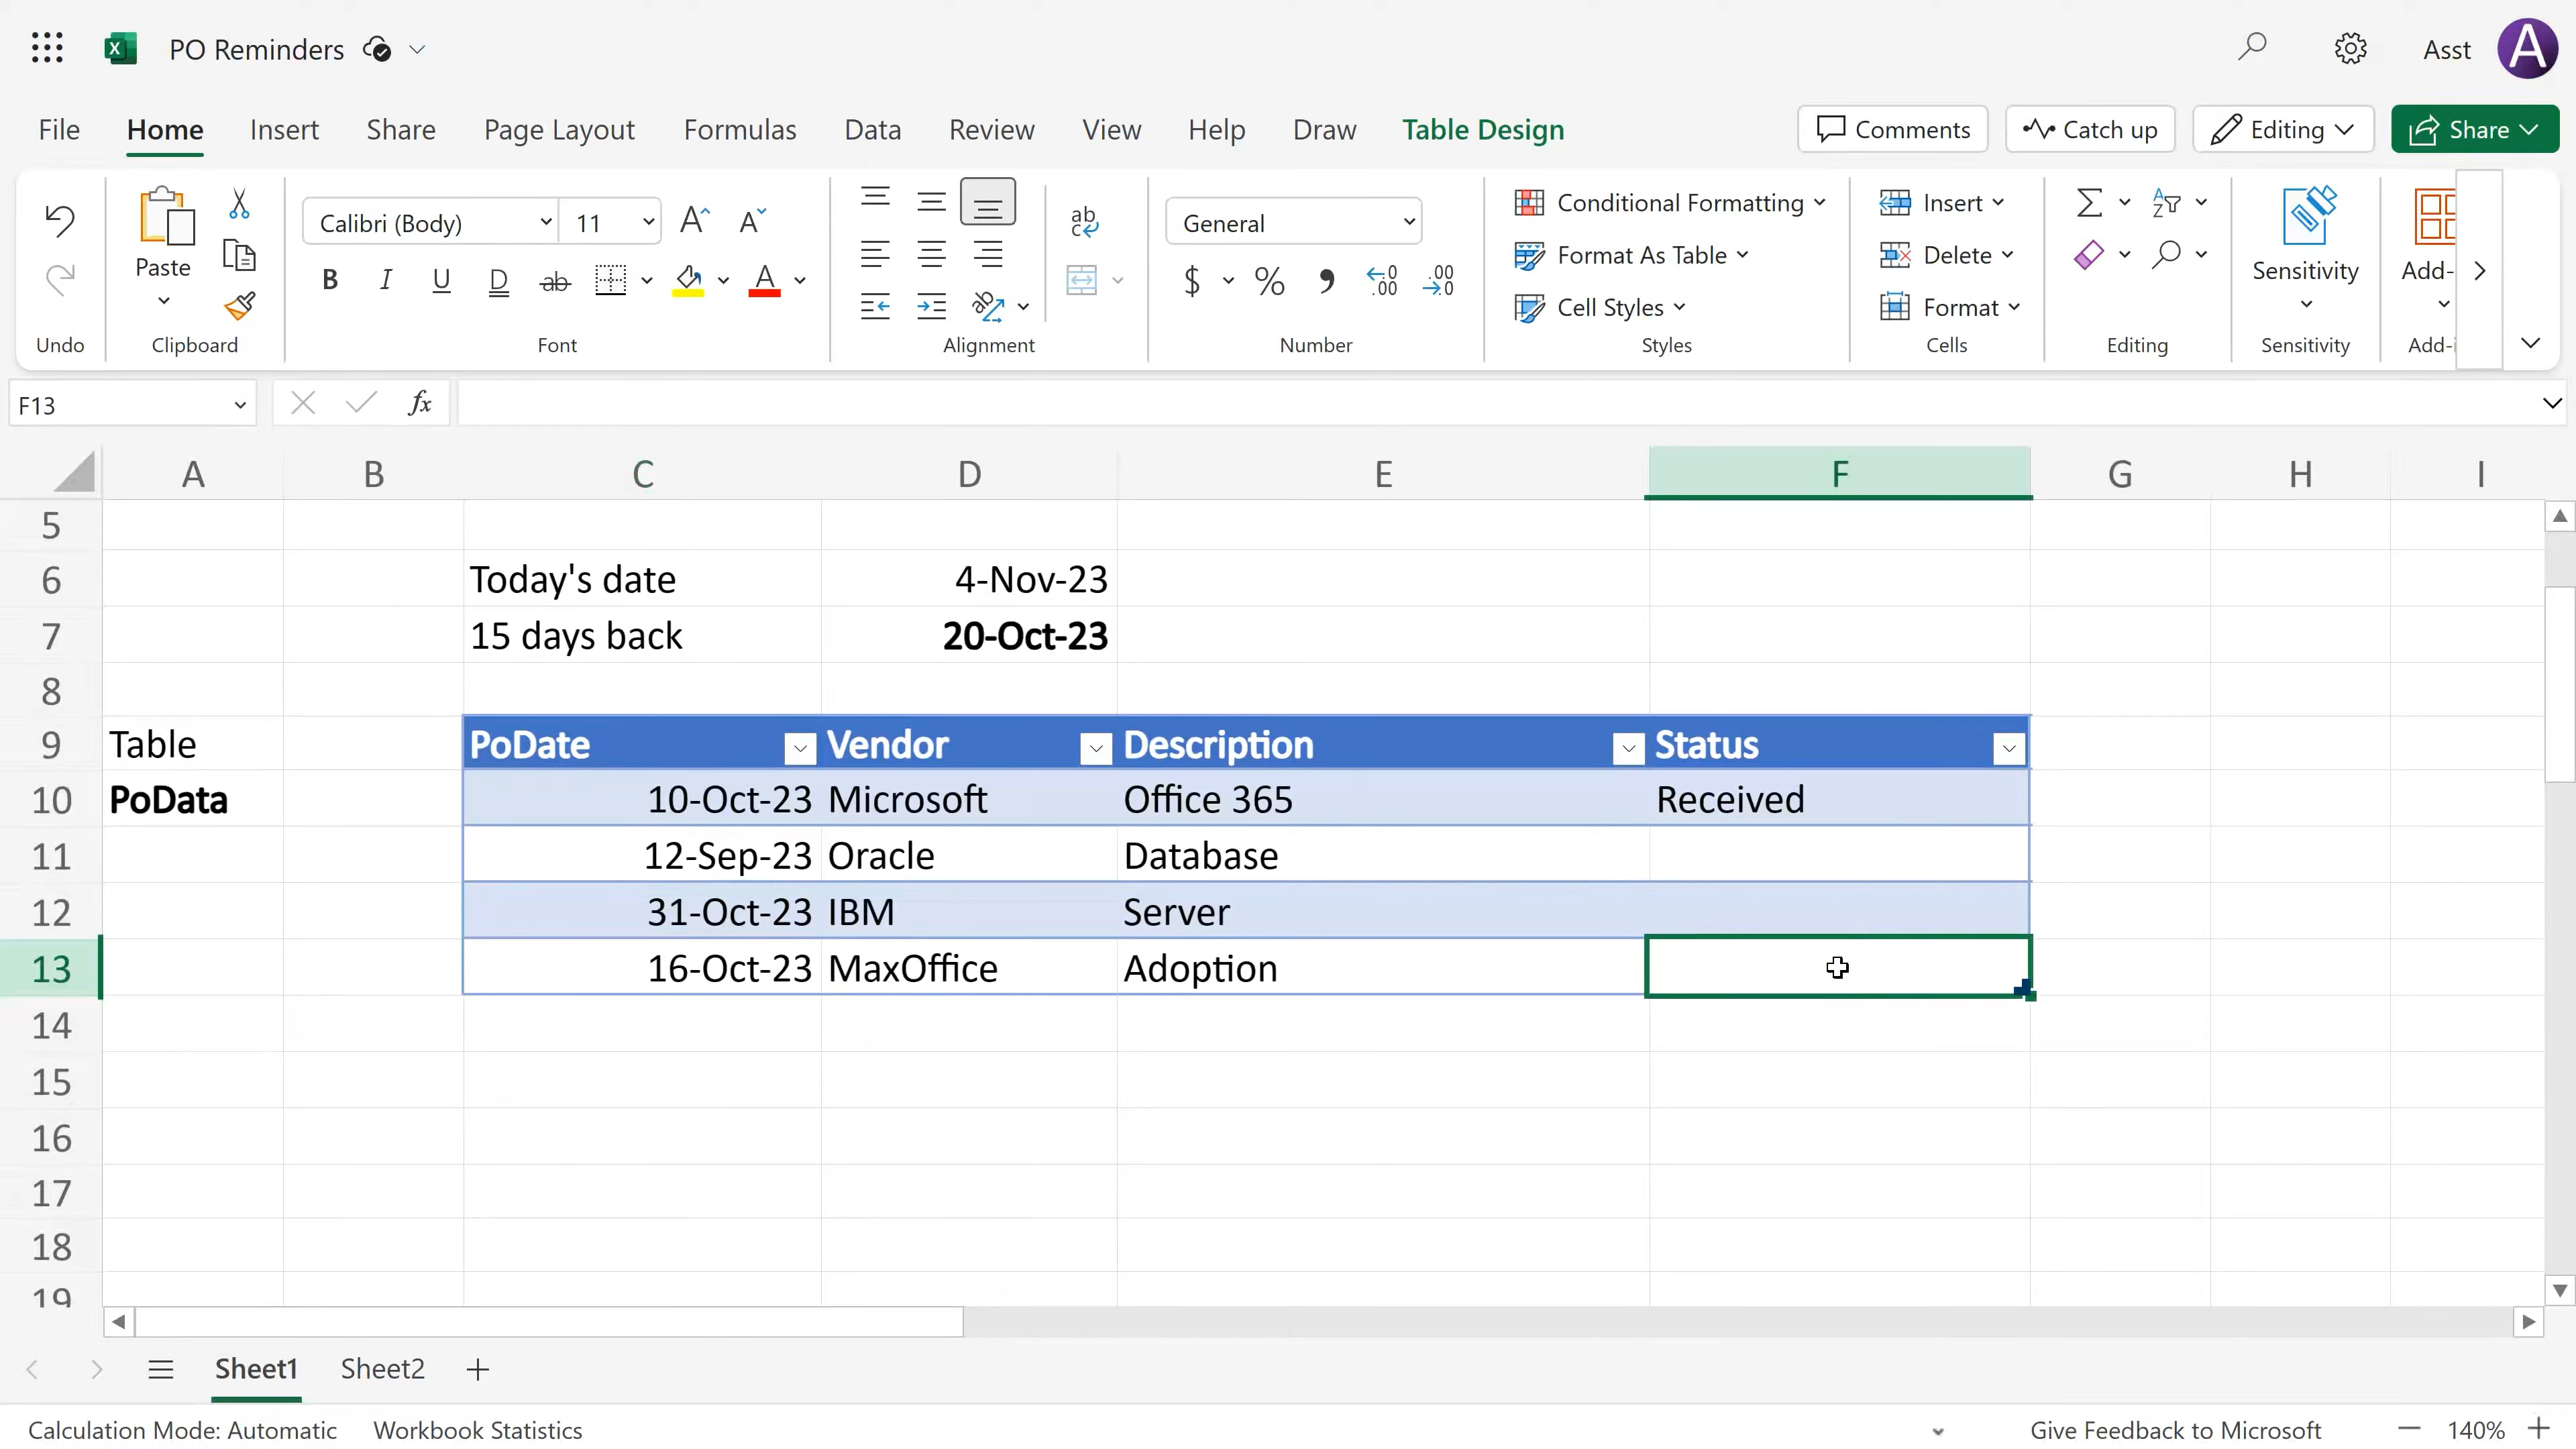 PO Reminders
Asst A
File Home Insert Share Page Layout Formulas Data Review View Help Draw Table Design Comments Catch up Editing Share
Paste
Calibri (Body) 11
General
Conditional Formatting
Format As Table
Cell Styles
Insert
Delete
Format
Sensitivity
Add-
Undo Clipboard Font Alignment Number Styles Cells Editing Sensitivity Add-
F13 fx
A B C D E F G H I
5
6 Today's date 4-Nov-23
7 15 days back 20-Oct-23
8
9 Table PoDate Vendor Description Status
10 PoData 10-Oct-23 Microsoft Office 365 Received
11 12-Sep-23 Oracle Database
12 31-Oct-23 IBM Server
13 16-Oct-23 MaxOffice Adoption
14
15
16
17
18
19
Sheet1 Sheet2
Calculation Mode: Automatic Workbook Statistics Give Feedback to Microsoft 140%